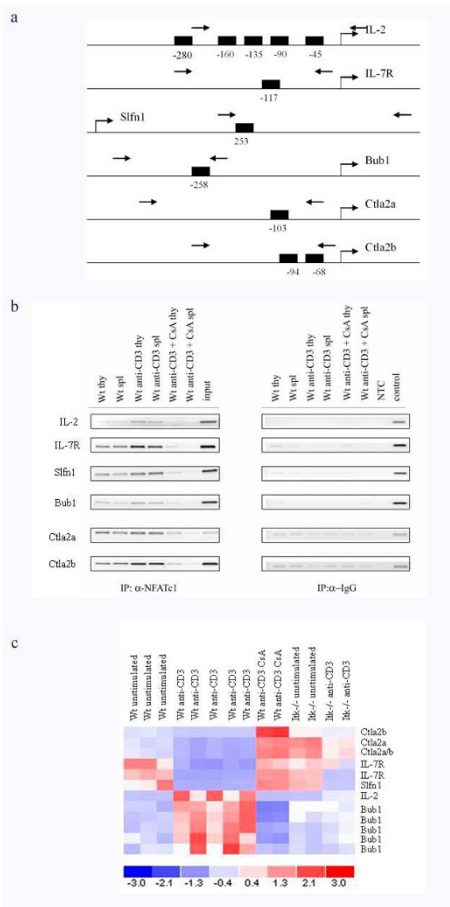 a
IL-2
-280 -160 -135 -90 -45
IL-7R
-117
Slfn1
253
Bub1
-258
Ctla2a
-103
Ctla2b
-94 -68
b
Wt thy
Wt spl
Wt anti-CD3 thy
Wt anti-CD3 spl
Wt anti-CD3 + CsA thy
Wt anti-CD3 + CsA spl
input
Wt thy
Wt spl
Wt anti-CD3 thy
Wt anti-CD3 spl
Wt anti-CD3 + CsA thy
Wt anti-CD3 + CsA spl
NTC
control
IL-2
IL-7R
Slfn1
Bub1
Ctla2a
Ctla2b
IP: α-NFATc1
IP:α-IgG
c
Wt unstimulated
Wt unstimulated
Wt unstimulated
Wt anti-CD3
Wt anti-CD3
Wt anti-CD3
Wt anti-CD3
Wt anti-CD3
Wt anti-CD3 CsA
Wt anti-CD3 CsA
Itk-/- unstimulated
Itk-/- unstimulated
Itk-/- anti-CD3
Itk-/- anti-CD3
Ctla2b
Ctla2a
Ctla2a/b
IL-7R
IL-7R
Slfn1
IL-2
Bub1
Bub1
Bub1
Bub1
Bub1
-3.0 -2.1 -1.3 -0.4 0.4 1.3 2.1 3.0